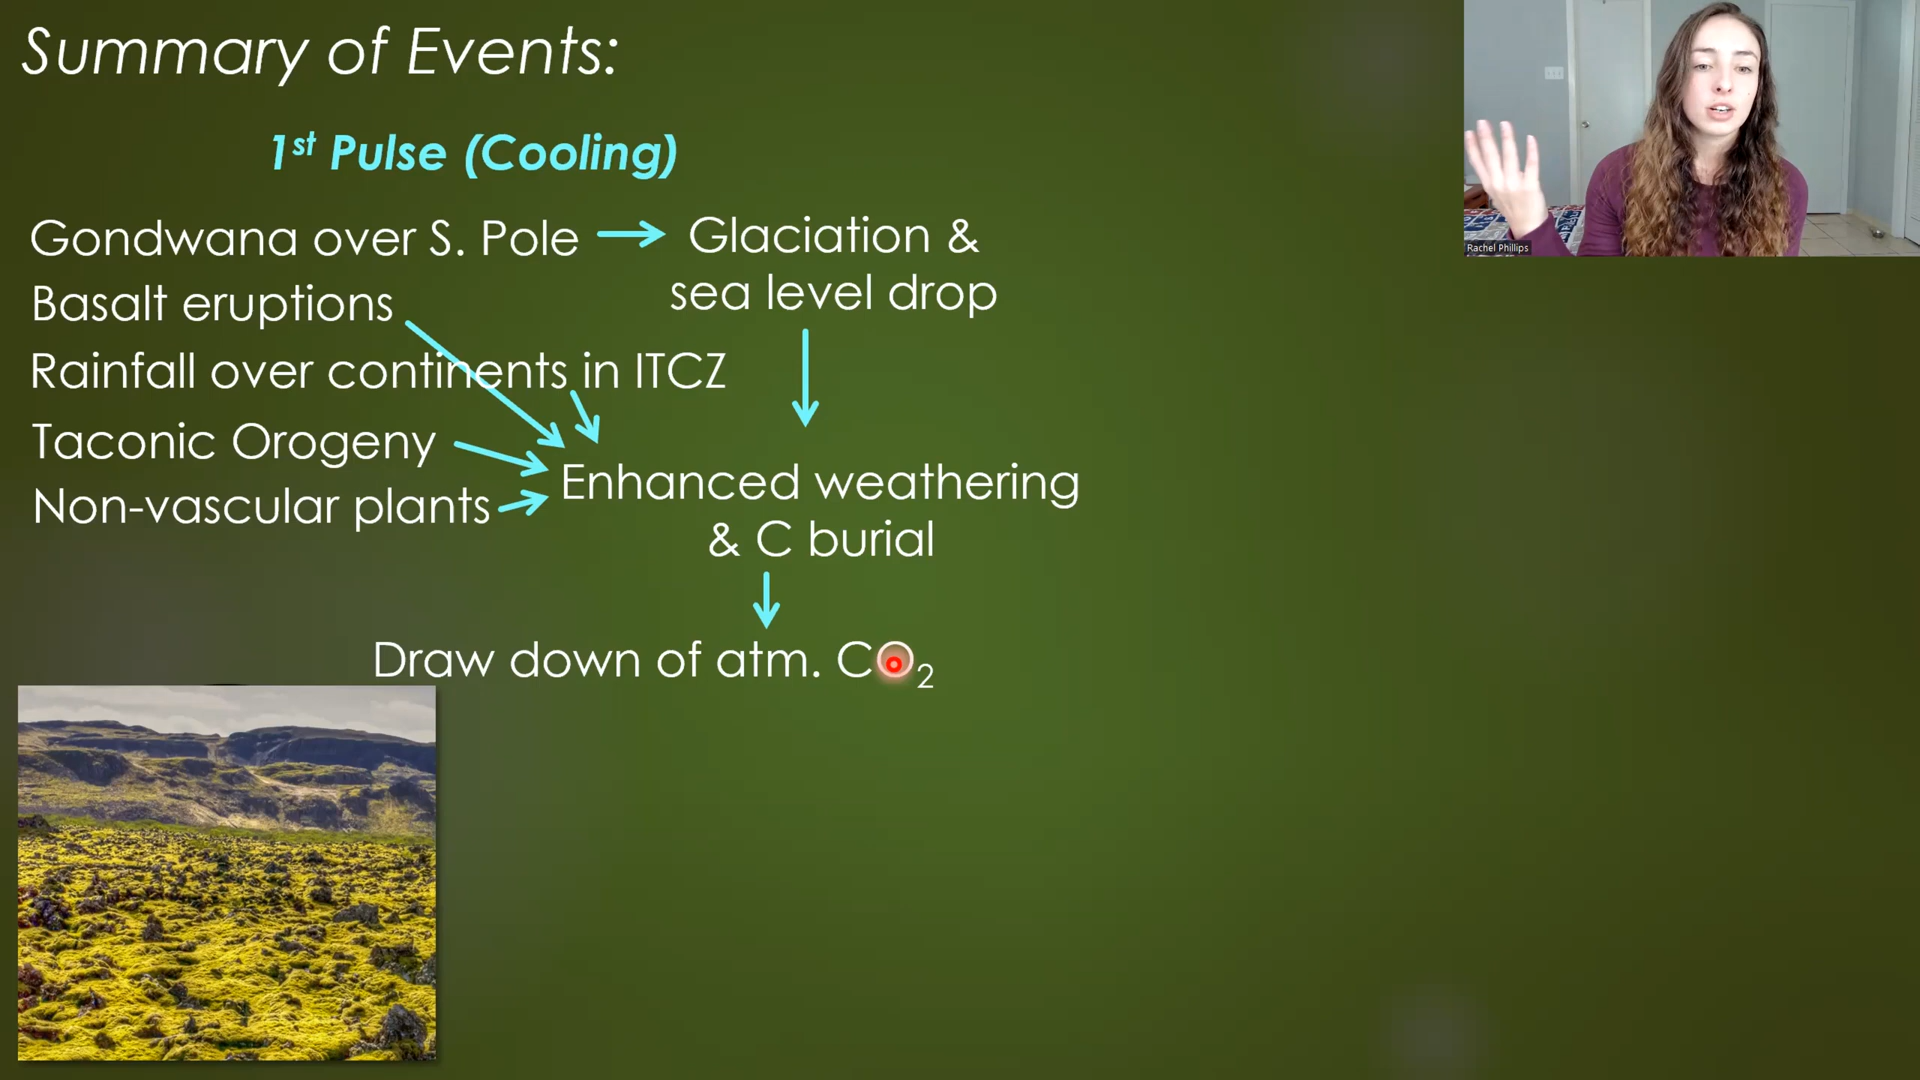 Summary of Events:
1st Pulse (Cooling)
Gondwana over S. Pole
Glaciation &
sea level drop
Basalt eruptions
Rainfall over continents in ITCZ
Taconic Orogeny
Non-vascular plants
Enhanced weathering
& C burial
Draw down of atm. CO₂
Rachel Phillips